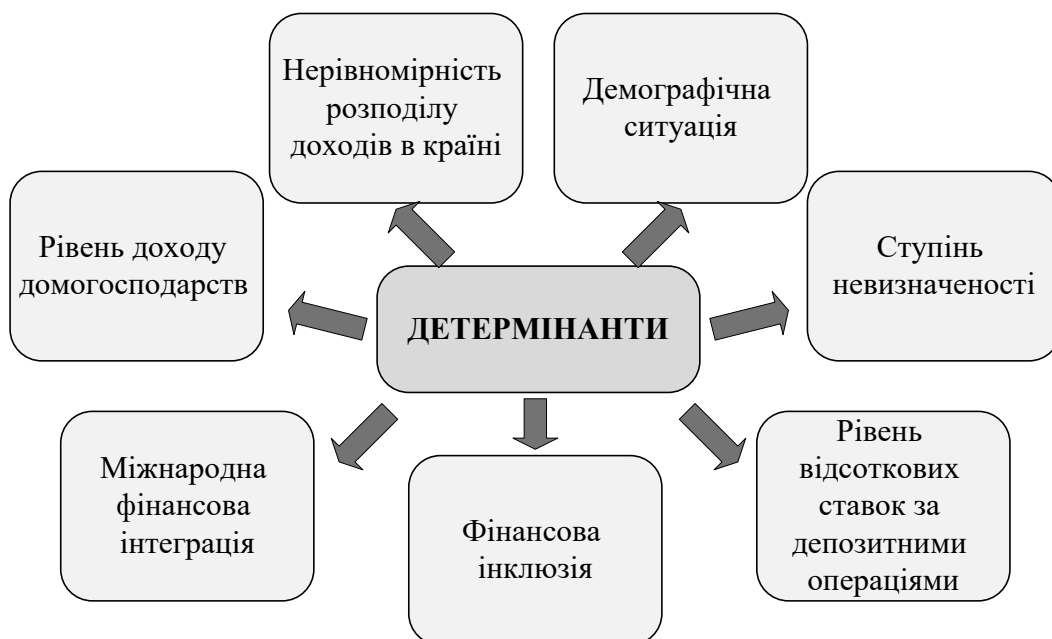 Нерівномірність
розподілу
доходів в країні
Демографічна
ситуація
Рівень доходу
домогосподарств
Ступінь
невизначеності
ДЕТЕРМІНАНТИ
Міжнародна
фінансова
інтеграція
Фінансова
інклюзія
Рівень
відсоткових
ставок за
депозитними
операціями